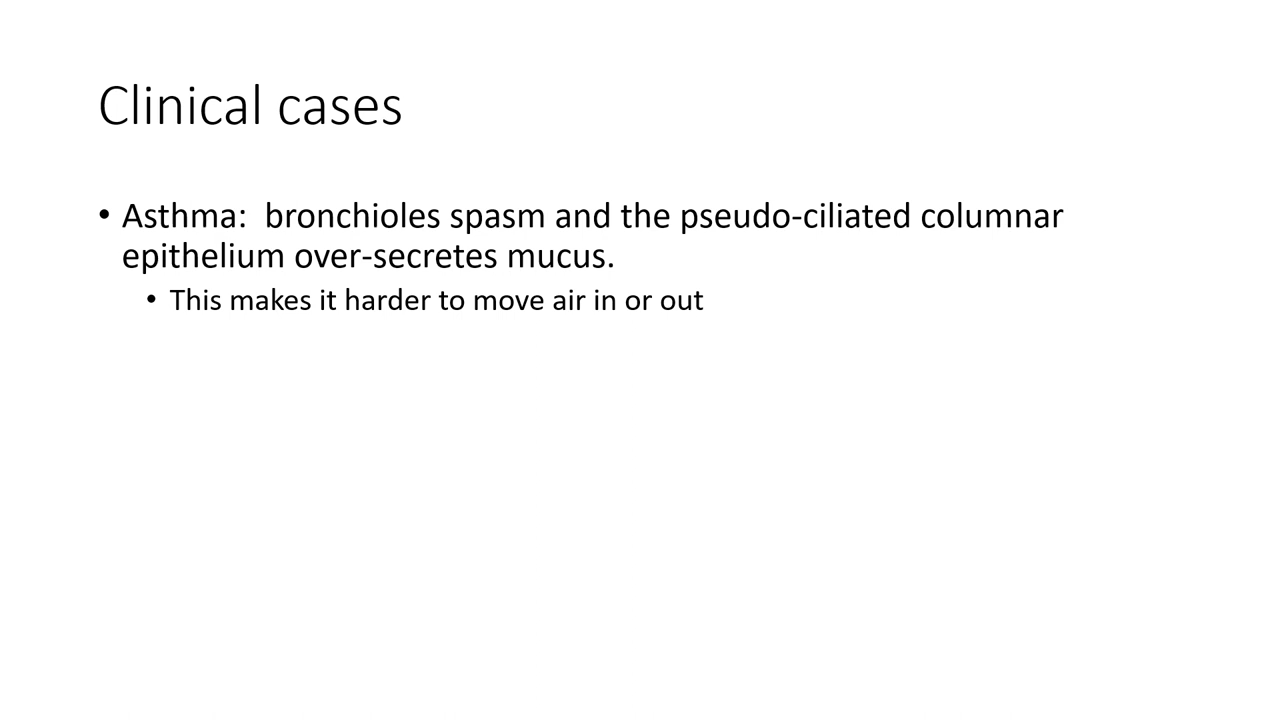 Clinical cases
• Asthma:  bronchioles spasm and the pseudo-ciliated columnar
epithelium over-secretes mucus.
• This makes it harder to move air in or out